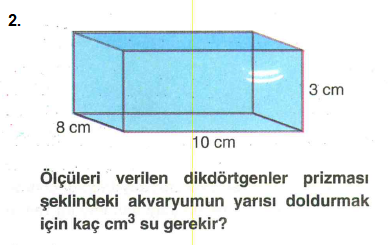 2.
3 cm
8 cm
10 cm
Ölçüleri verilen dikdörtgenler prizması
şeklindeki akvaryumun yarısı doldurmak
için kaç cm³ su gerekir?